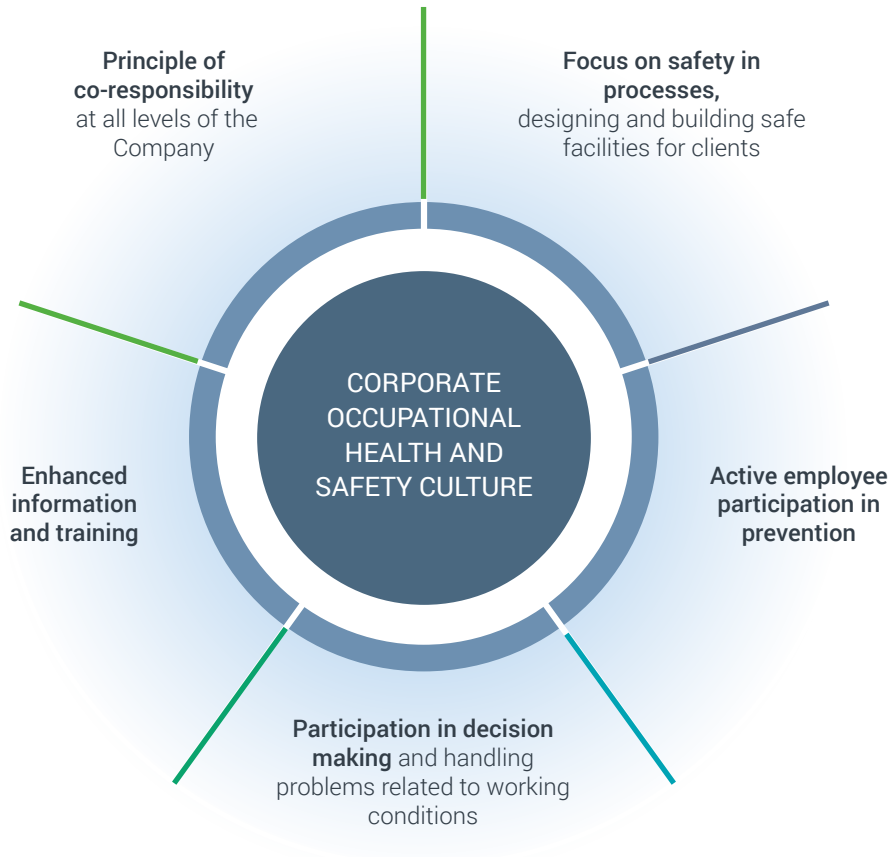 Principle of
co-responsibility
at all levels of the
Company
Focus on safety in
processes,
designing and building safe
facilities for clients
CORPORATE
OCCUPATIONAL
HEALTH AND
SAFETY CULTURE
Enhanced
information
and training
Active employee
participation in
prevention
Participation in decision
making and handling
problems related to working
conditions